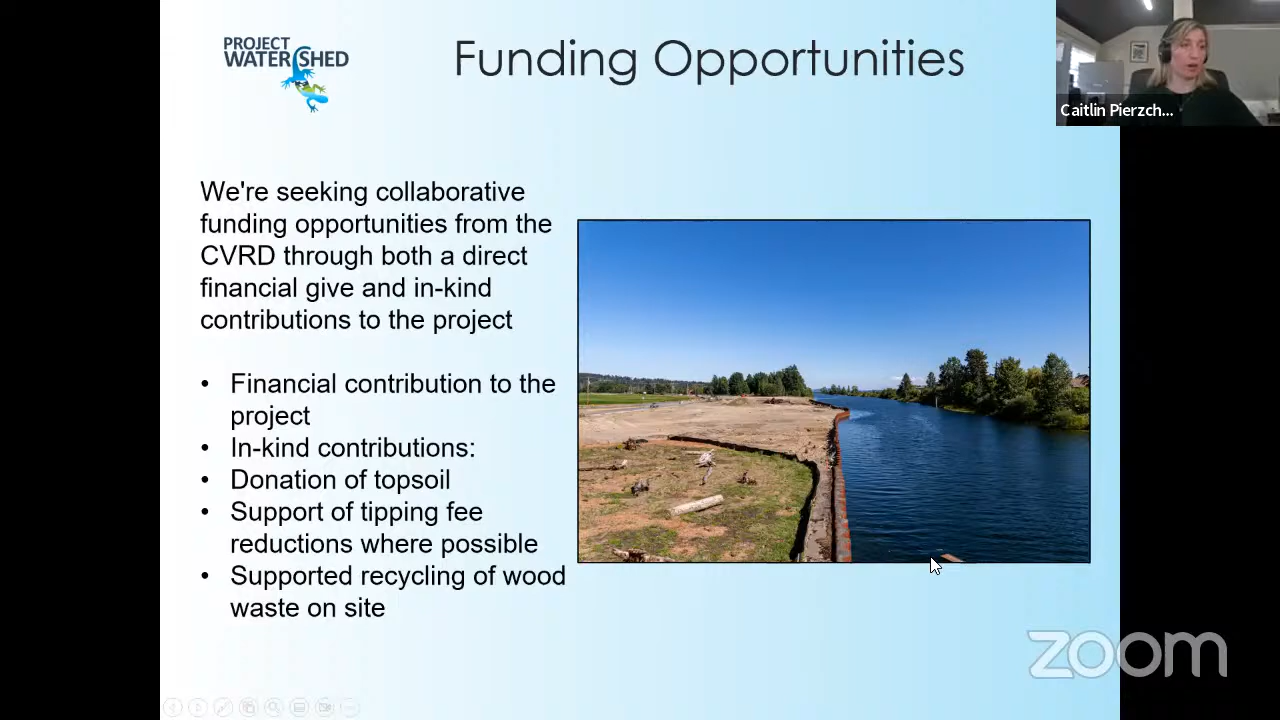 PROJECT
WATERSHED
Funding Opportunities
Caitlin Pierzch...
We're seeking collaborative
funding opportunities from the
CVRD through both a direct
financial give and in-kind
contributions to the project
• Financial contribution to the
project
• In-kind contributions:
• Donation of topsoil
• Support of tipping fee
reductions where possible
• Supported recycling of wood
waste on site
zoom